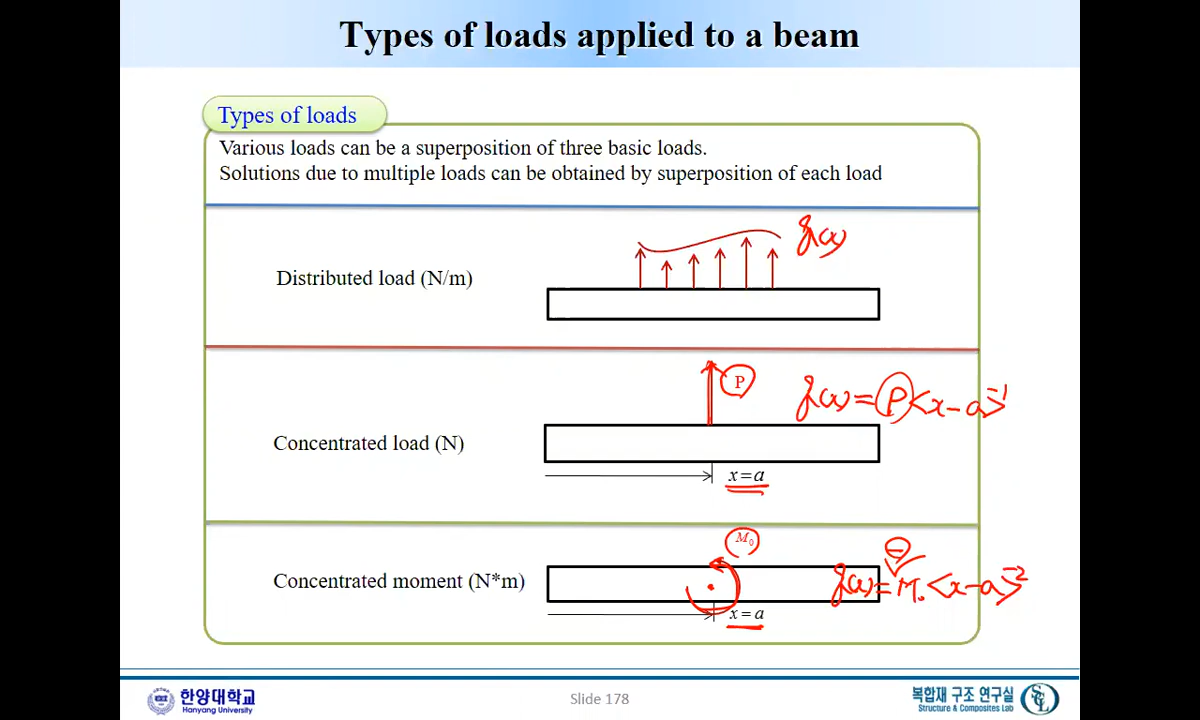 Types of loads applied to a beam
Types of loads
Various loads can be a superposition of three basic loads.
Solutions due to multiple loads can be obtained by superposition of each load
q(x)
Distributed load (N/m)
P
q(x) = P<x-a>⁻¹
Concentrated load (N)
x=a
M₀
Concentrated moment (N*m)
q(x) = M₀<x-a>⁻²
⊖
x=a
한양대학교
Hanyang University
Slide 178
복합재 구조 연구실
Structure & Composites Lab